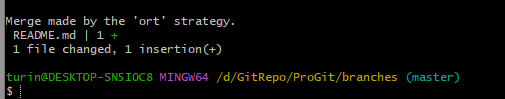 Merge made by the 'ort' strategy.
README.md | 1 +
1 file changed, 1 insertion(+)
turin@DESKTOP-SN5IOC8 MINGW64 /d/GitRepo/ProGit/branches (master)
$